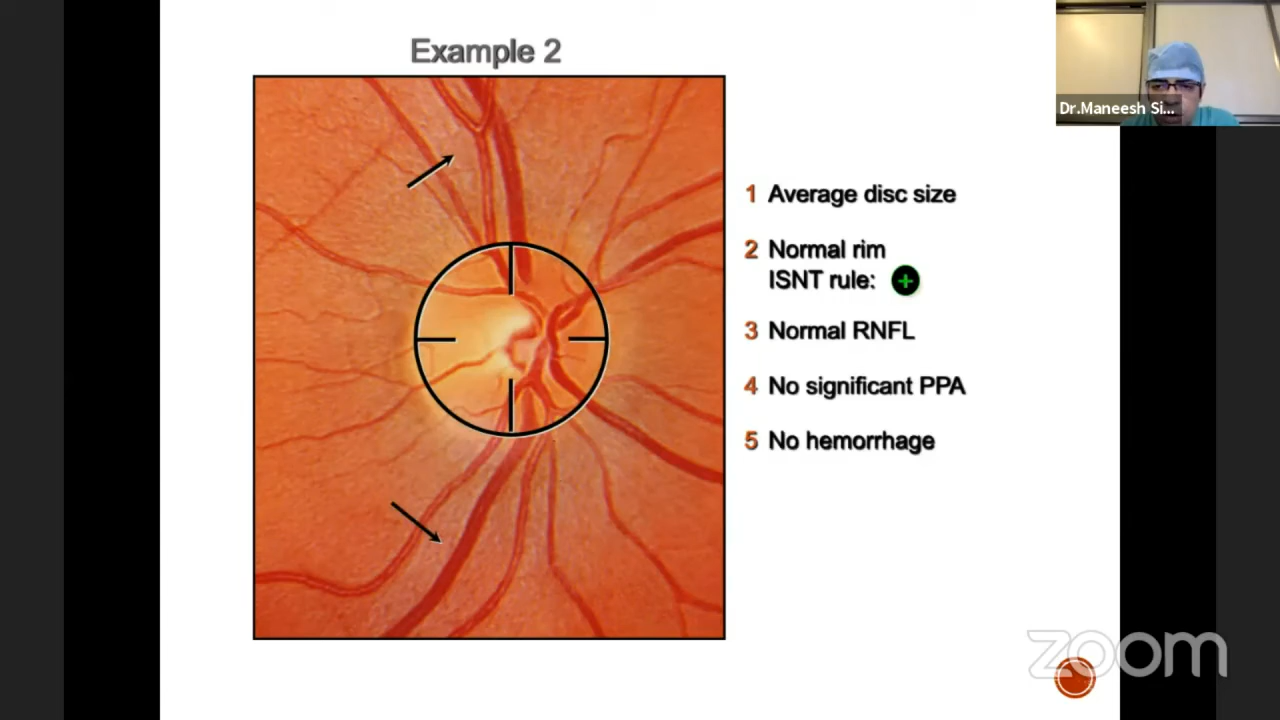 Example 2
Dr.Maneesh Si...
1 Average disc size
2 Normal rim
ISNT rule: +
3 Normal RNFL
4 No significant PPA
5 No hemorrhage
zoom